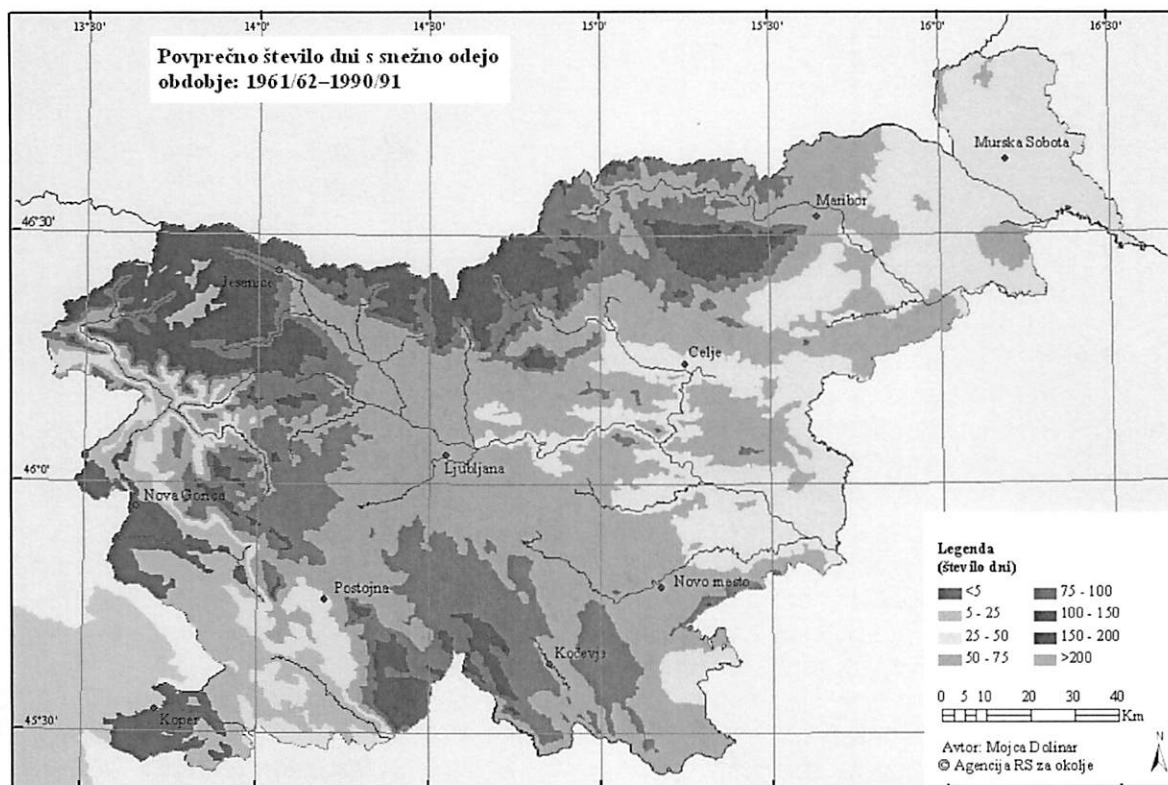 13°30' 14°0' 14°30' 15°0' 15°30' 16°0' 16°30'
Povprečno število dni s snežno odejo
obdobje: 1961/62–1990/91
Murska Sobota
Maribor
46°30'
Jesenice
Celje
Ljubljana
46°0'
Nova Gorica
Postojna
Novo mesto
Kočevje
Koper
45°30'
Legenda
(število dni)
<5 75 - 100
5 - 25 100 - 150
25 - 50 150 - 200
50 - 75 >200
0 5 10 20 30 40
Km
Avtor: Mojca Dolinar
© Agencija RS za okolje
N